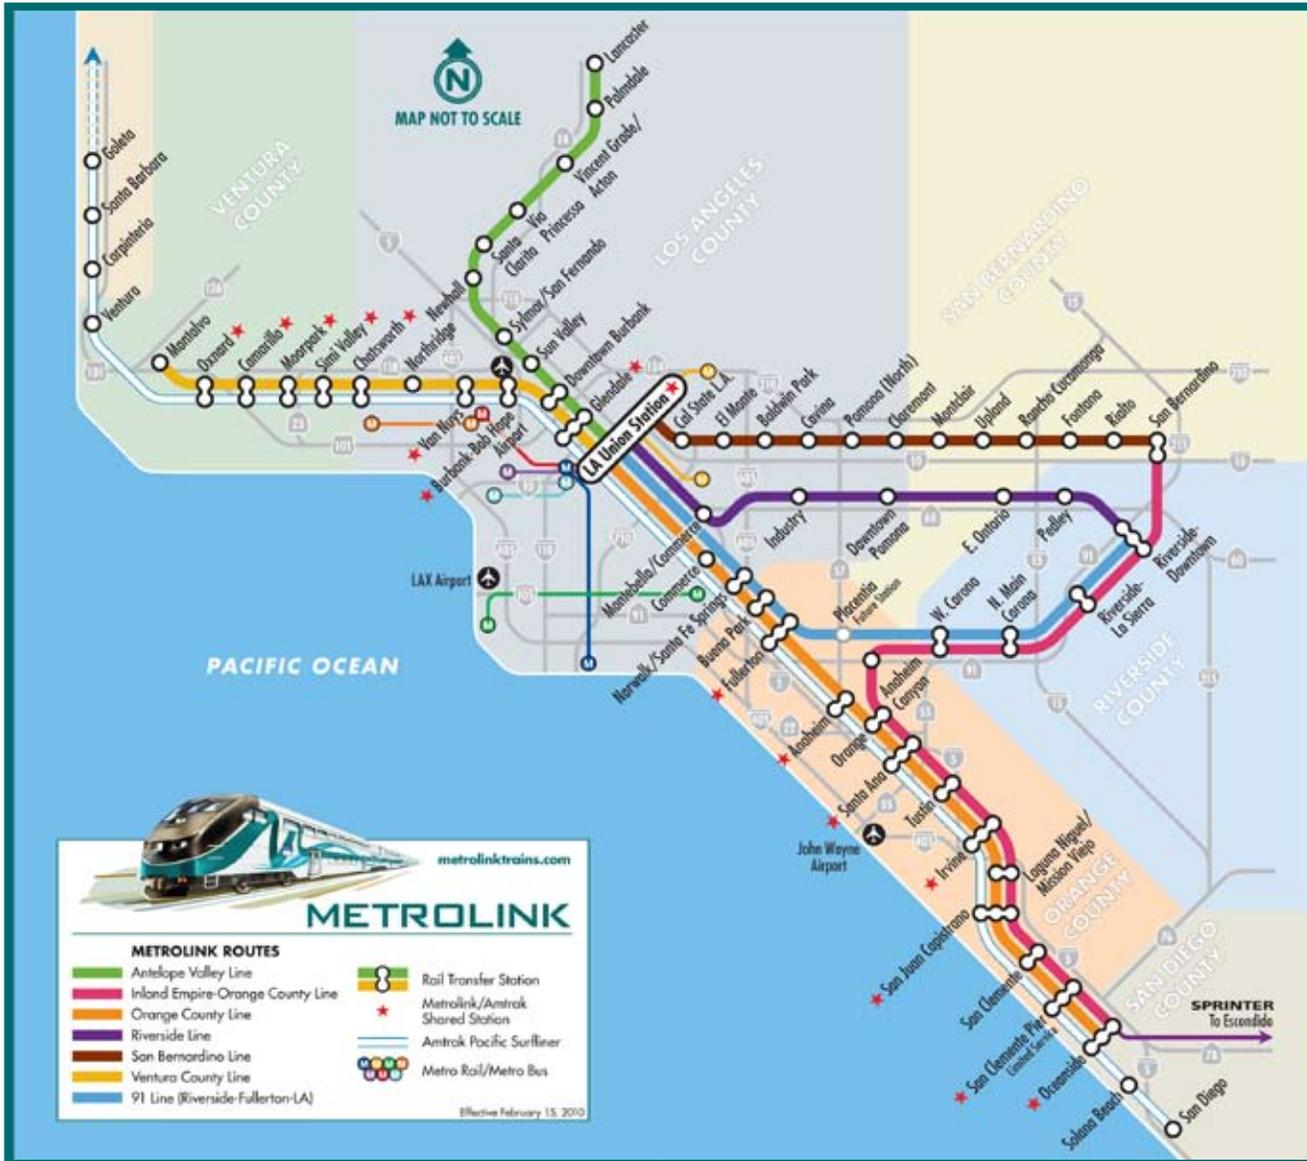 N
MAP NOT TO SCALE
VENTURA
COUNTY
LOS ANGELES
COUNTY
SAN BERNARDINO
COUNTY
Goleta
Santa Barbara
Carpinteria
Ventura
Lancaster
Palmdale
Vincent Grade/
Acton
Via
Princessa
Santa
Clarita
Newhall
Sylmar/San Fernando
Sun Valley
Downtown Burbank
Glendale
Montalvo
Oxnard
Camarillo
Moorpark
Simi Valley
Chatsworth
Northridge
Van Nuys
Burbank-Bob Hope
Airport
LA Union Station
Cal State L.A.
El Monte
Baldwin Park
Covina
Pomona (North)
Claremont
Montclair
Upland
Rancho Cucamonga
Fontana
Rialto
San Bernardino
Montebello/Commerce
Industry
Downtown
Pomona
E. Ontario
Pedley
Riverside-
Downtown
Commerce
Norwalk/Santa Fe Springs
Buena Park
Fullerton
Placentia
Future Station
W. Corona
N. Main
Corona
Riverside-
La Sierra
RIVERSIDE
COUNTY
LAX Airport
PACIFIC OCEAN
Anaheim
Canyon
Anaheim
Orange
Santa Ana
Tustin
John Wayne
Airport
Irvine
Laguna Niguel/
Mission Viejo
ORANGE
COUNTY
San Juan Capistrano
San Clemente
San Clemente Pier
Limited Service
Oceanside
SAN DIEGO
COUNTY
SPRINTER
To Escondido
Solana Beach
San Diego
metrolinktrains.com
METROLINK
METROLINK ROUTES
Antelope Valley Line
Inland Empire-Orange County Line
Orange County Line
Riverside Line
San Bernardino Line
Ventura County Line
91 Line (Riverside-Fullerton-LA)
Rail Transfer Station
Metrolink/Amtrak
Shared Station
Amtrak Pacific Surfliner
Metro Rail/Metro Bus
Effective February 15, 2010